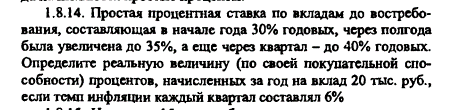 1.8.14. Простая процентная ставка по вкладам до востребо-
вания, составляющая в начале года 30% годовых, через полгода
была увеличена до 35%, а еще через квартал – до 40% годовых.
Определите реальную величину (по своей покупательной спо-
собности) процентов, начисленных за год на вклад 20 тыс. руб.,
если темп инфляции каждый квартал составлял 6%